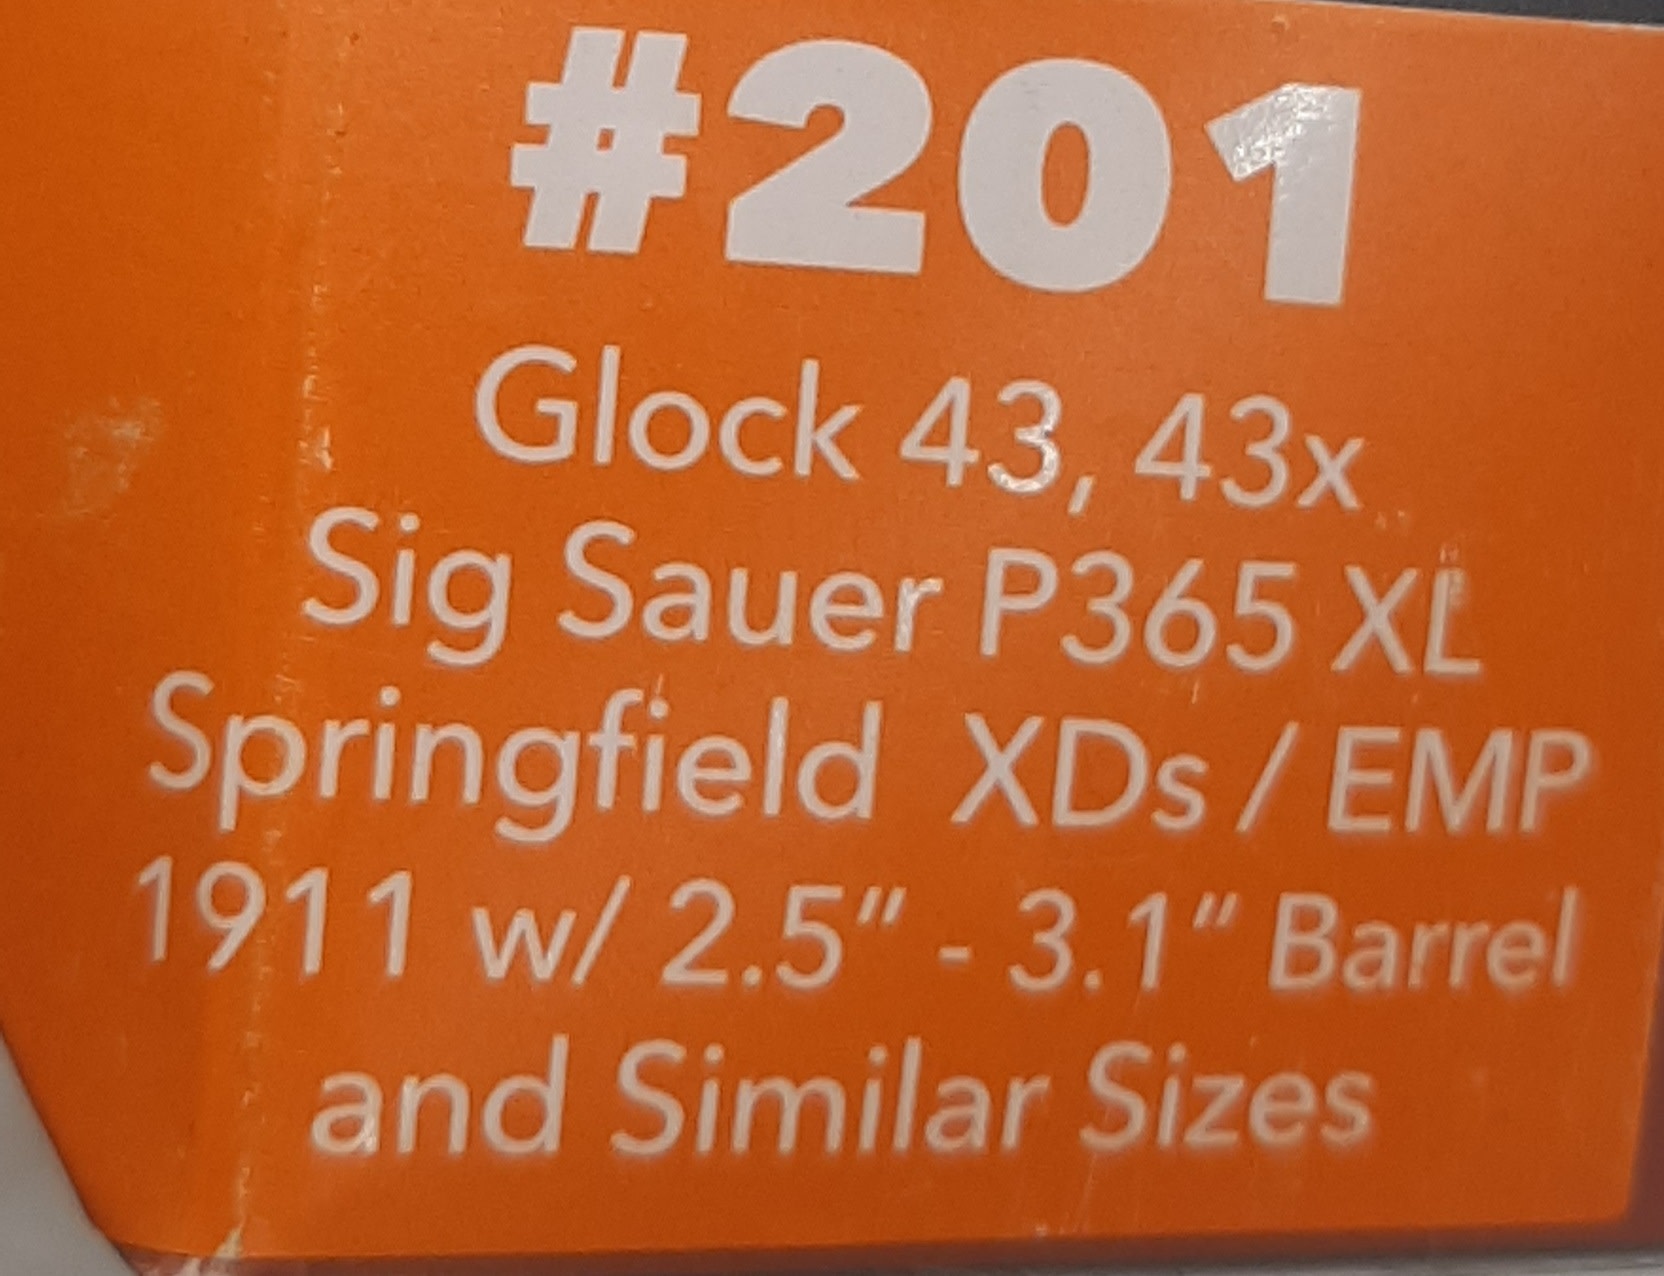 #201
Glock 43, 43x
Sig Sauer P365 XL
Springfield  XDs / EMP
1911 w/ 2.5” - 3.1“ Barrel
and Similar Sizes